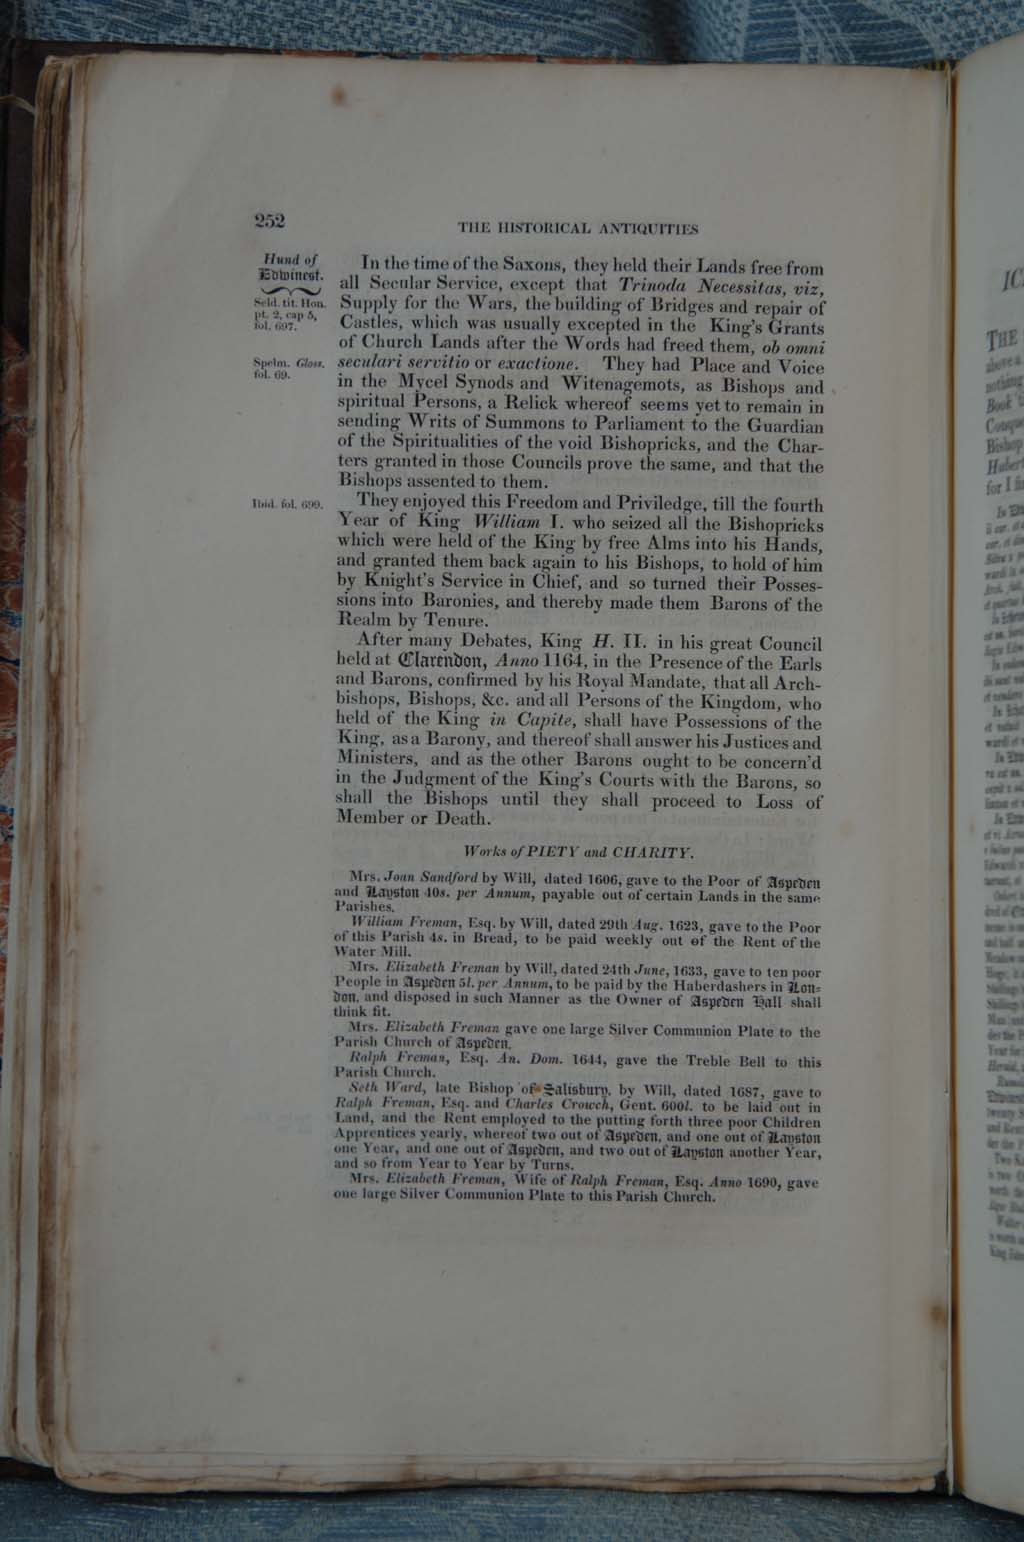 252
THE HISTORICAL ANTIQUITIES
Hund of
Edwinest.
Seld. tit. Hon.
pt. 2, cap 5,
fol. 697.
Spelm. Gloss.
fol. 69.
Ibid. fol. 699.
In the time of the Saxons, they held their Lands free from
all Secular Service, except that Trinoda Necessitas, viz,
Supply for the Wars, the building of Bridges and repair of
Castles, which was usually excepted in the King's Grants
of Church Lands after the Words had freed them, ob omni
seculari servitio or exactione. They had Place and Voice
in the Mycel Synods and Witenagemots, as Bishops and
spiritual Persons, a Relick whereof seems yet to remain in
sending Writs of Summons to Parliament to the Guardian
of the Spiritualities of the void Bishopricks, and the Char-
ters granted in those Councils prove the same, and that the
Bishops assented to them.
They enjoyed this Freedom and Priviledge, till the fourth
Year of King William I. who seized all the Bishopricks
which were held of the King by free Alms into his Hands,
and granted them back again to his Bishops, to hold of him
by Knight's Service in Chief, and so turned their Posses-
sions into Baronies, and thereby made them Barons of the
Realm by Tenure.
After many Debates, King H. II. in his great Council
held at Clarendon, Anno 1164, in the Presence of the Earls
and Barons, confirmed by his Royal Mandate, that all Arch-
bishops, Bishops, &c. and all Persons of the Kingdom, who
held of the King in Capite, shall have Possessions of the
King, as a Barony, and thereof shall answer his Justices and
Ministers, and as the other Barons ought to be concern'd
in the Judgment of the King's Courts with the Barons, so
shall the Bishops until they shall proceed to Loss of
Member or Death.
Works of PIETY and CHARITY.
Mrs. Joan Sandford by Will, dated 1606, gave to the Poor of Aspeden
and Layston 40s. per Annum, payable out of certain Lands in the same
Parishes.
William Freman, Esq. by Will, dated 29th Aug. 1623, gave to the Poor
of this Parish 4s. in Bread, to be paid weekly out of the Rent of the
Water Mill.
Mrs. Elizabeth Freman by Will, dated 24th June, 1633, gave to ten poor
People in Aspeden 5l. per Annum, to be paid by the Haberdashers in Lon-
don, and disposed in such Manner as the Owner of Aspeden Hall shall
think fit.
Mrs. Elizabeth Freman gave one large Silver Communion Plate to the
Parish Church of Aspeden.
Ralph Freman, Esq. An. Dom. 1644, gave the Treble Bell to this
Parish Church.
Seth Ward, late Bishop of Salisbury, by Will, dated 1687, gave to
Ralph Freman, Esq. and Charles Crowch, Gent. 600l. to be laid out in
Land, and the Rent employed to the putting forth three poor Children
Apprentices yearly, whereof two out of Aspeden, and one out of Layston
one Year, and one out of Aspeden, and two out of Layston another Year,
and so from Year to Year by Turns.
Mrs. Elizabeth Freman, Wife of Ralph Freman, Esq. Anno 1690, gave
one large Silver Communion Plate to this Parish Church.
THE
nothing